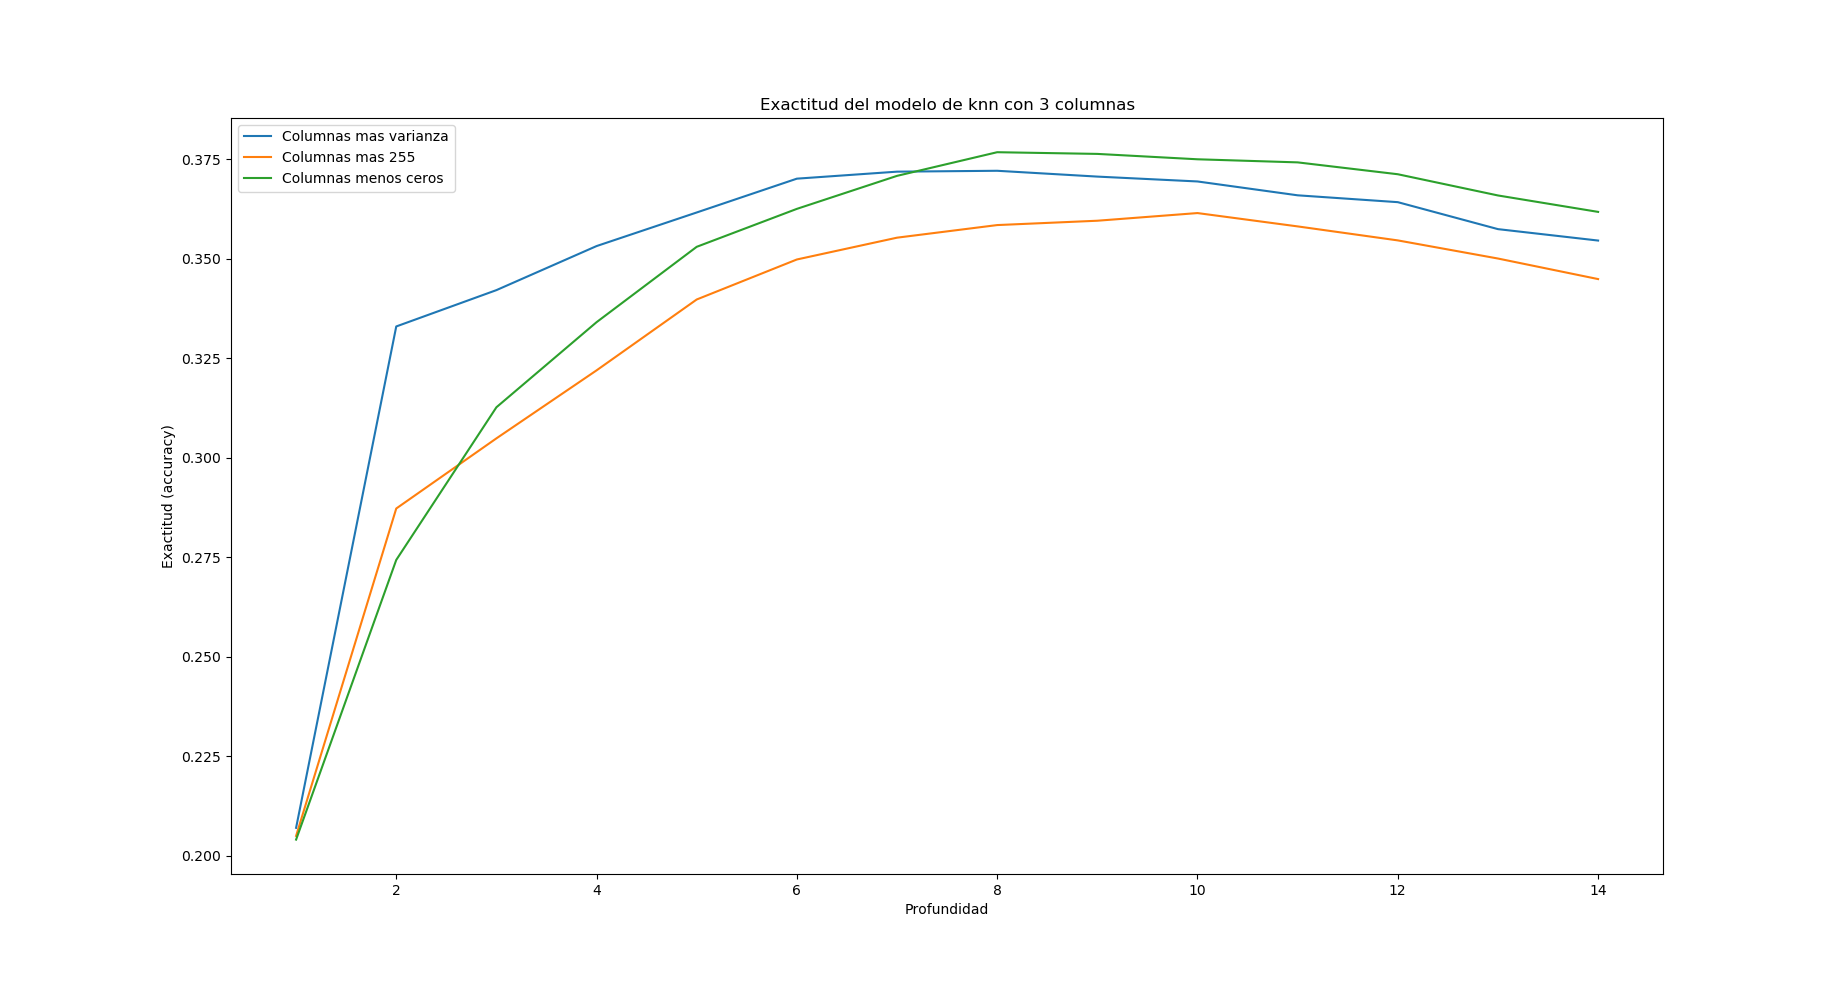 Exactitud del modelo de knn con 3 columnas
Columnas mas varianza
Columnas mas 255
Columnas menos ceros
Exactitud (accuracy)
0.375
0.350
0.325
0.300
0.275
0.250
0.225
0.200
2 4 6 8 10 12 14
Profundidad